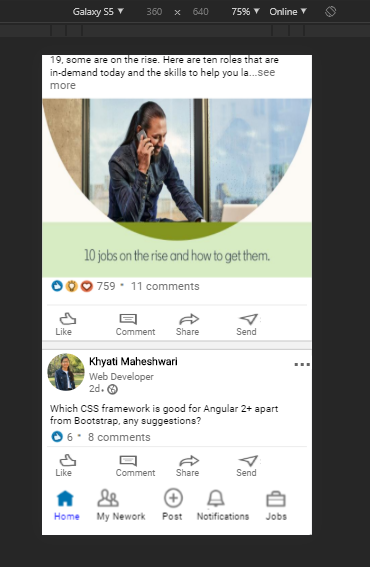 Galaxy S5 ▼ 360 × 640 75% ▼ Online ▼
19, some are on the rise. Here are ten roles that are
in-demand today and the skills to help you la...see
more
10 jobs on the rise and how to get them.
759 • 11 comments
Like Comment Share Send
Khyati Maheshwari
Web Developer
2d•
Which CSS framework is good for Angular 2+ apart
from Bootstrap, any suggestions?
6 • 8 comments
Like Comment Share Send
Home My Nework Post Notifications Jobs